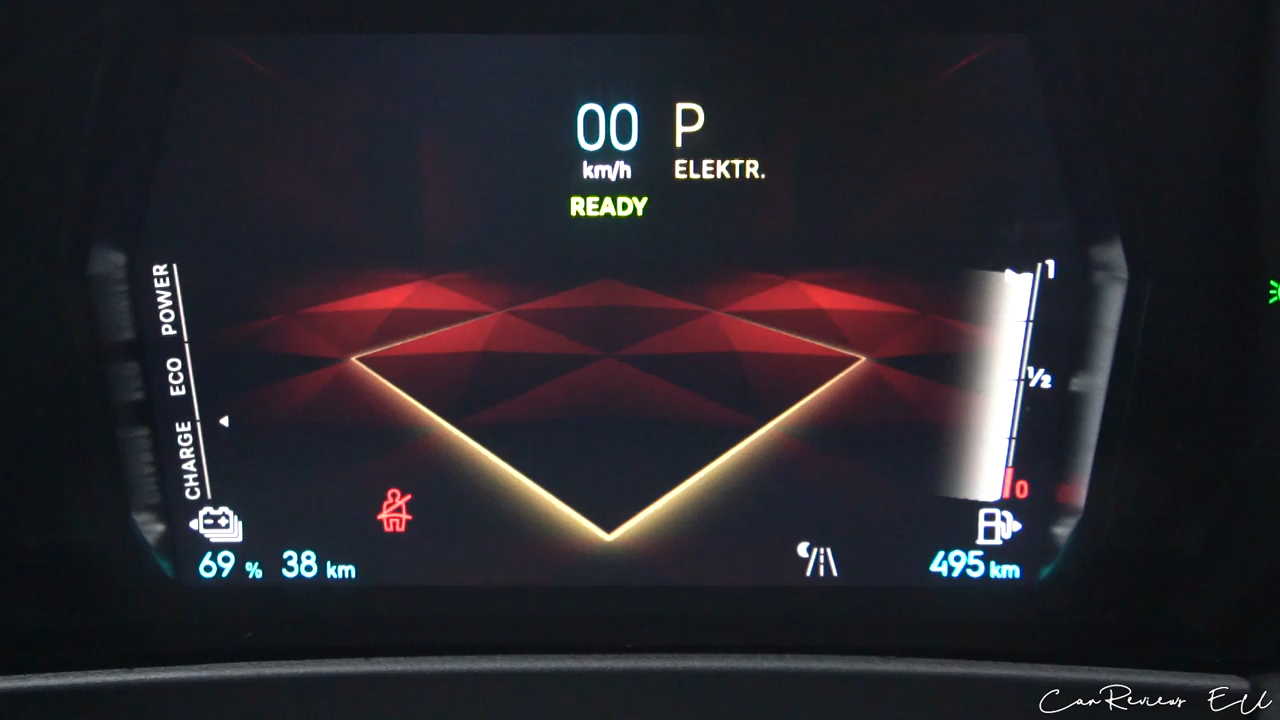 00 P
km/h ELEKTR.
READY
POWER
ECO
CHARGE
1
1/2
0
69 % 38 km
495 km
CarReviews EU